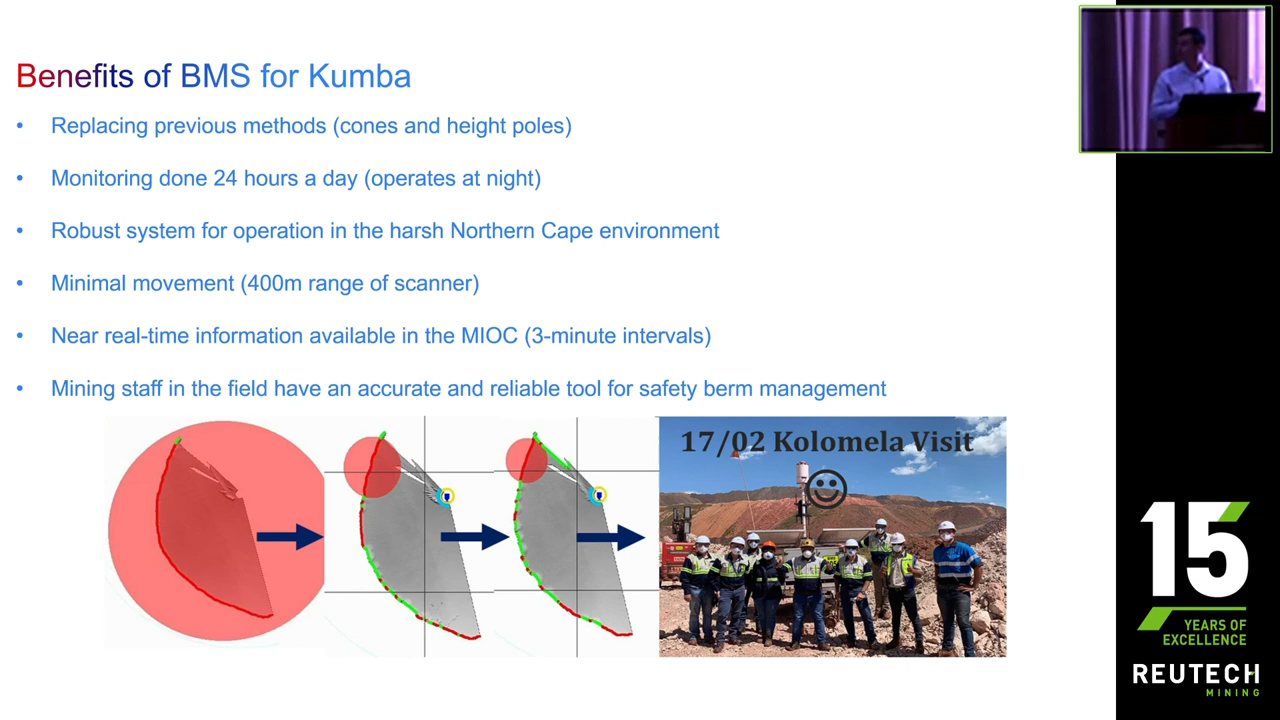 Benefits of BMS for Kumba
• Replacing previous methods (cones and height poles)
• Monitoring done 24 hours a day (operates at night)
• Robust system for operation in the harsh Northern Cape environment
• Minimal movement (400m range of scanner)
• Near real-time information available in the MIOC (3-minute intervals)
• Mining staff in the field have an accurate and reliable tool for safety berm management
17/02 Kolomela Visit
15
YEARS OF
EXCELLENCE
REUTECH
MINING